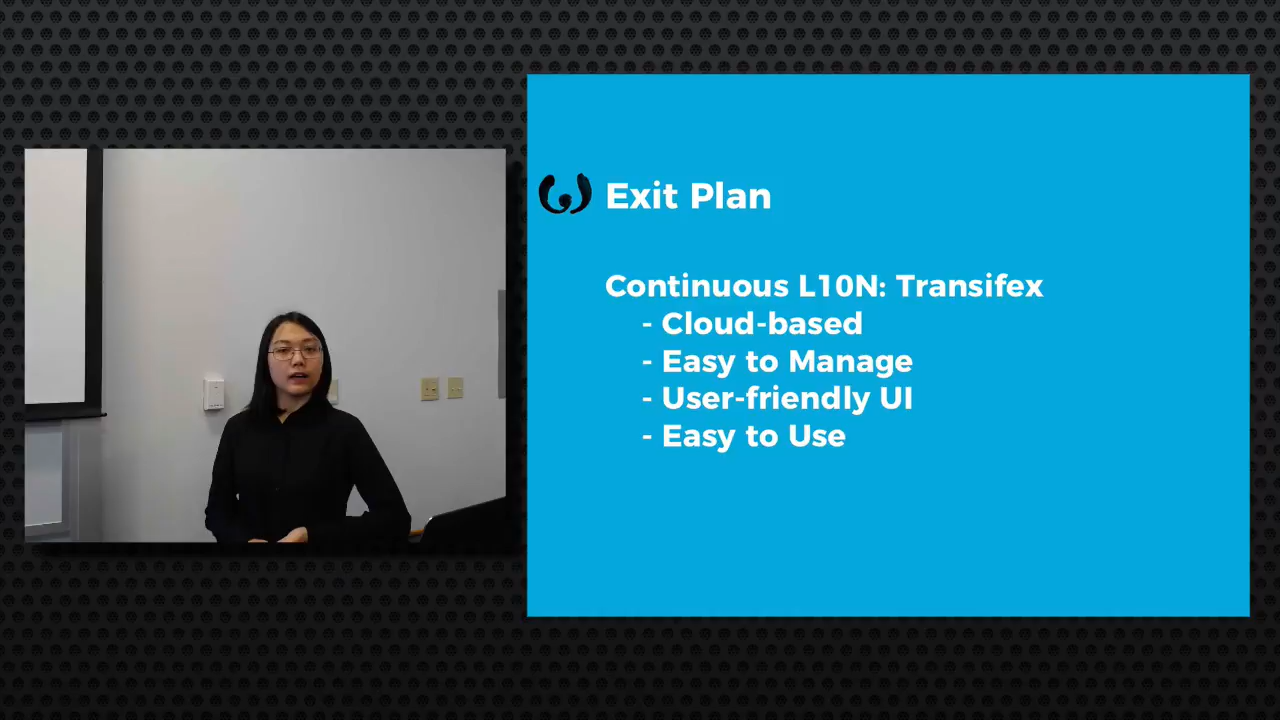 Exit Plan
Continuous L10N: Transifex
- Cloud-based
- Easy to Manage
- User-friendly UI
- Easy to Use